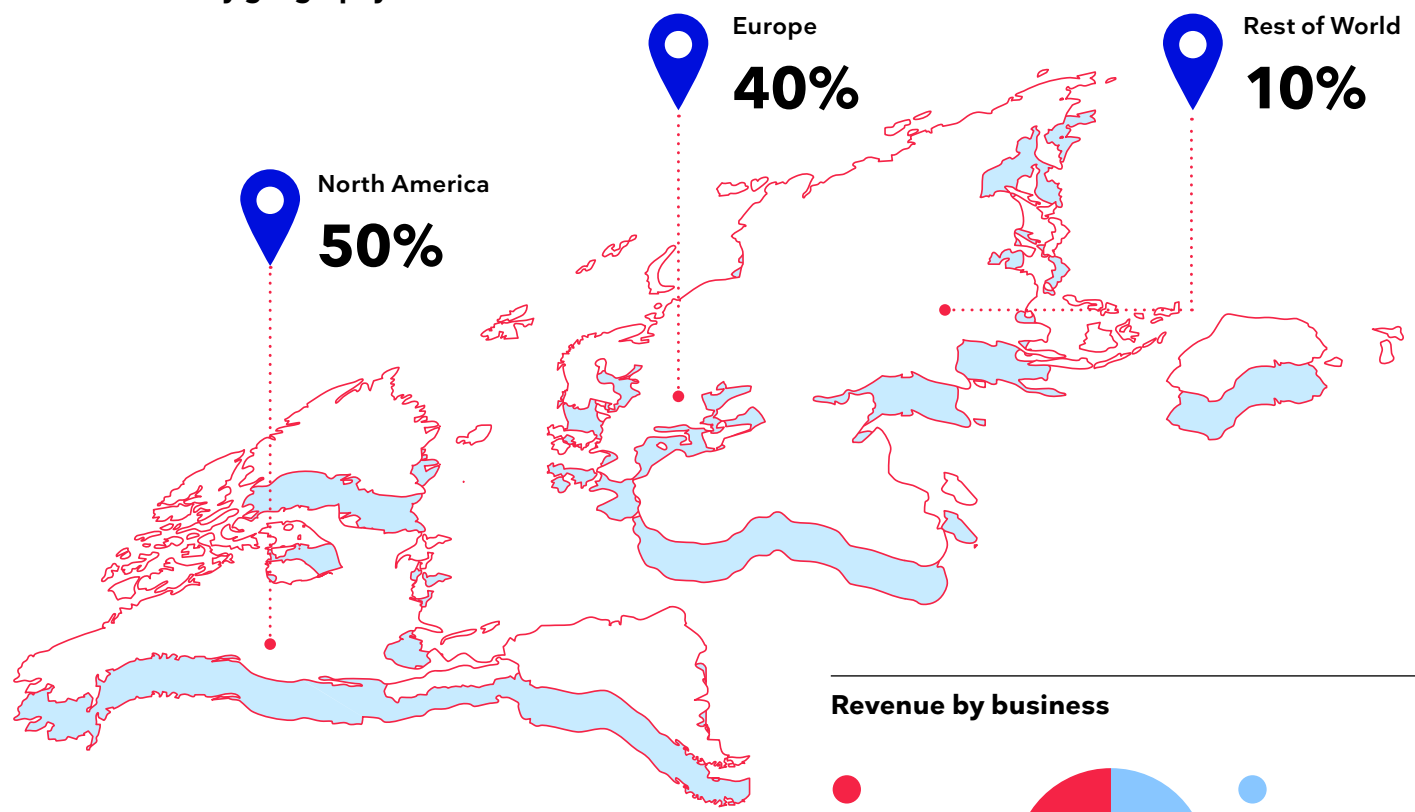 Europe
40%
Rest of World
10%
North America
50%
Revenue by business